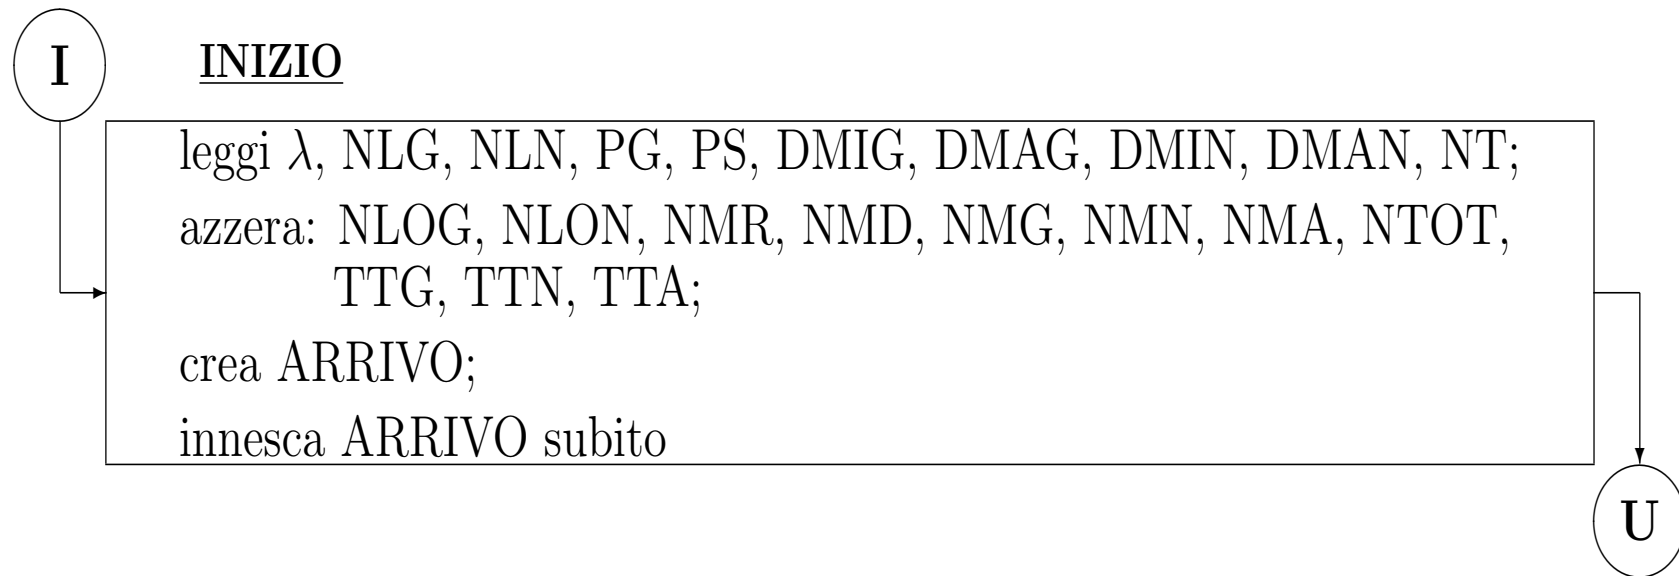 I
INIZIO
leggi λ, NLG, NLN, PG, PS, DMIG, DMAG, DMIN, DMAN, NT;
azzera: NLOG, NLON, NMR, NMD, NMG, NMN, NMA, NTOT,
TTG, TTN, TTA;
crea ARRIVO;
innesca ARRIVO subito
U